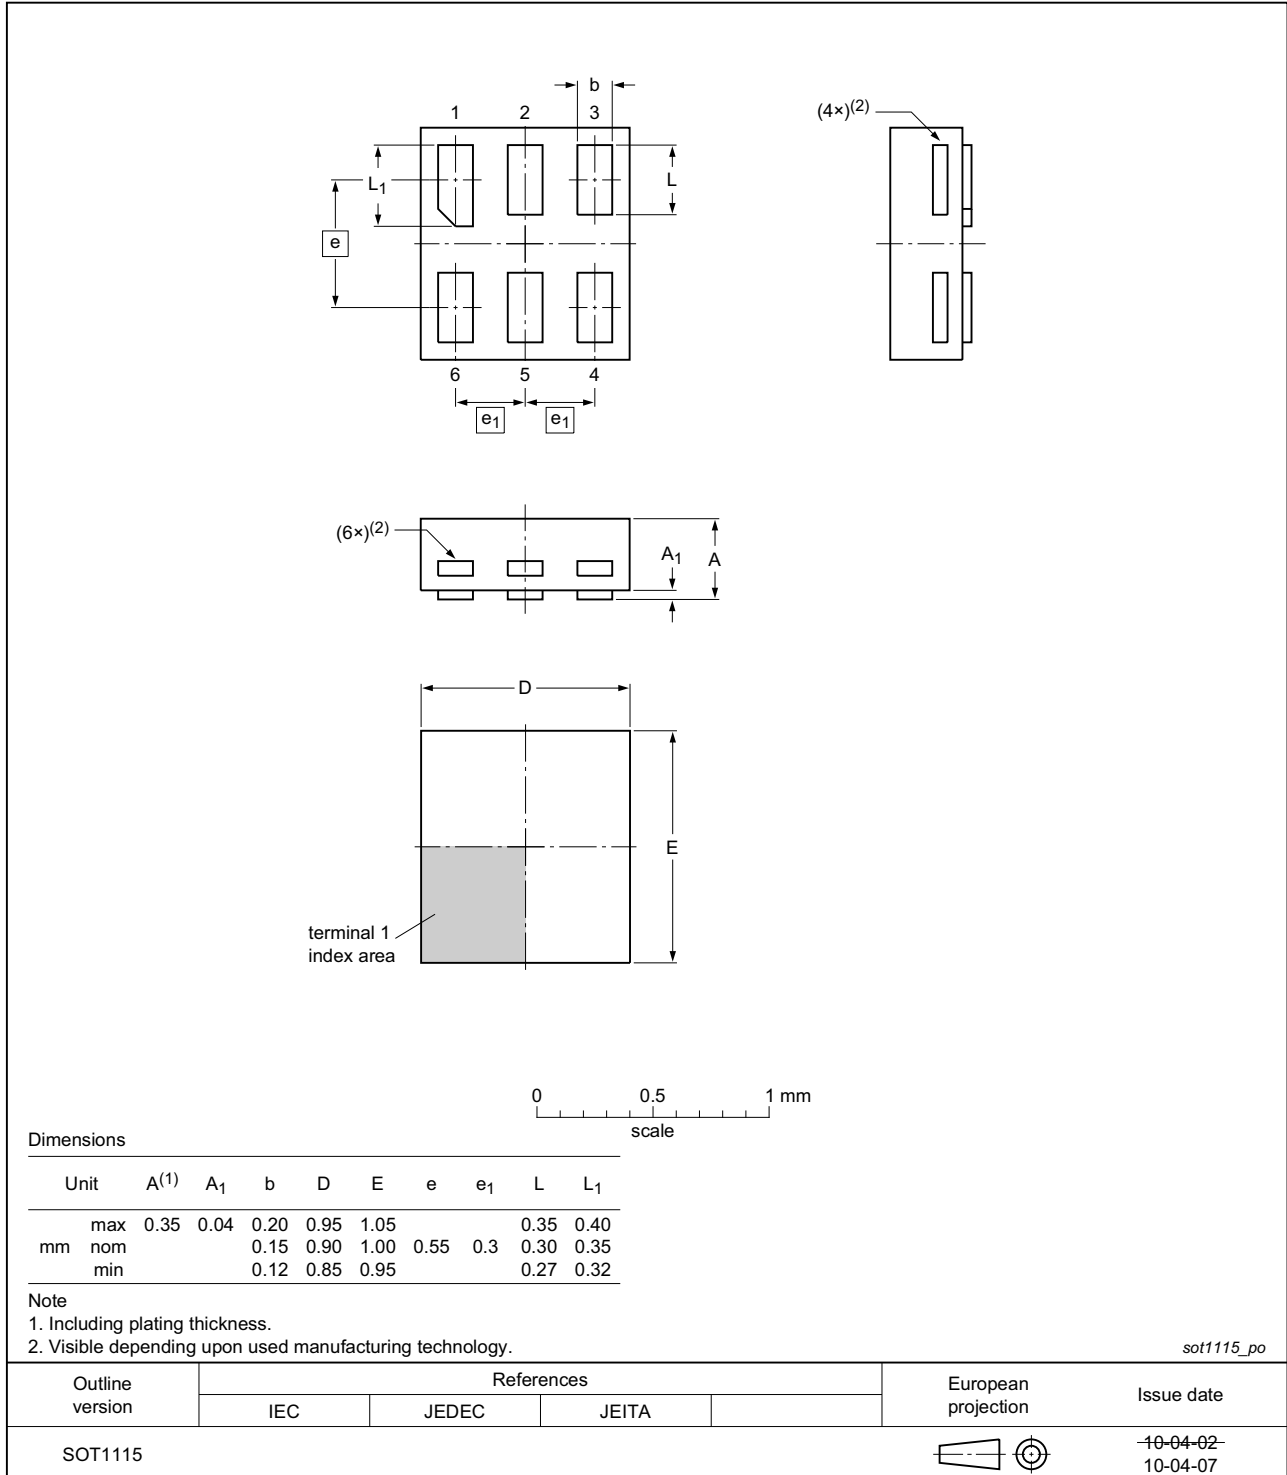 b
1 2 3
(4×)(2)
L1
L
e
6 5 4
e1 e1
(6×)(2)
A1 A
D
E
terminal 1
index area
0 0.5 1 mm
scale
Dimensions
Unit A(1) A1 b D E e e1 L L1
max 0.35 0.04 0.20 0.95 1.05 0.35 0.40
mm nom 0.15 0.90 1.00 0.55 0.3 0.30 0.35
min 0.12 0.85 0.95 0.27 0.32
Note
1. Including plating thickness.
2. Visible depending upon used manufacturing technology.
sot1115_po
Outline
version
References
IEC JEDEC JEITA
European
projection
Issue date
SOT1115
10-04-02
10-04-07